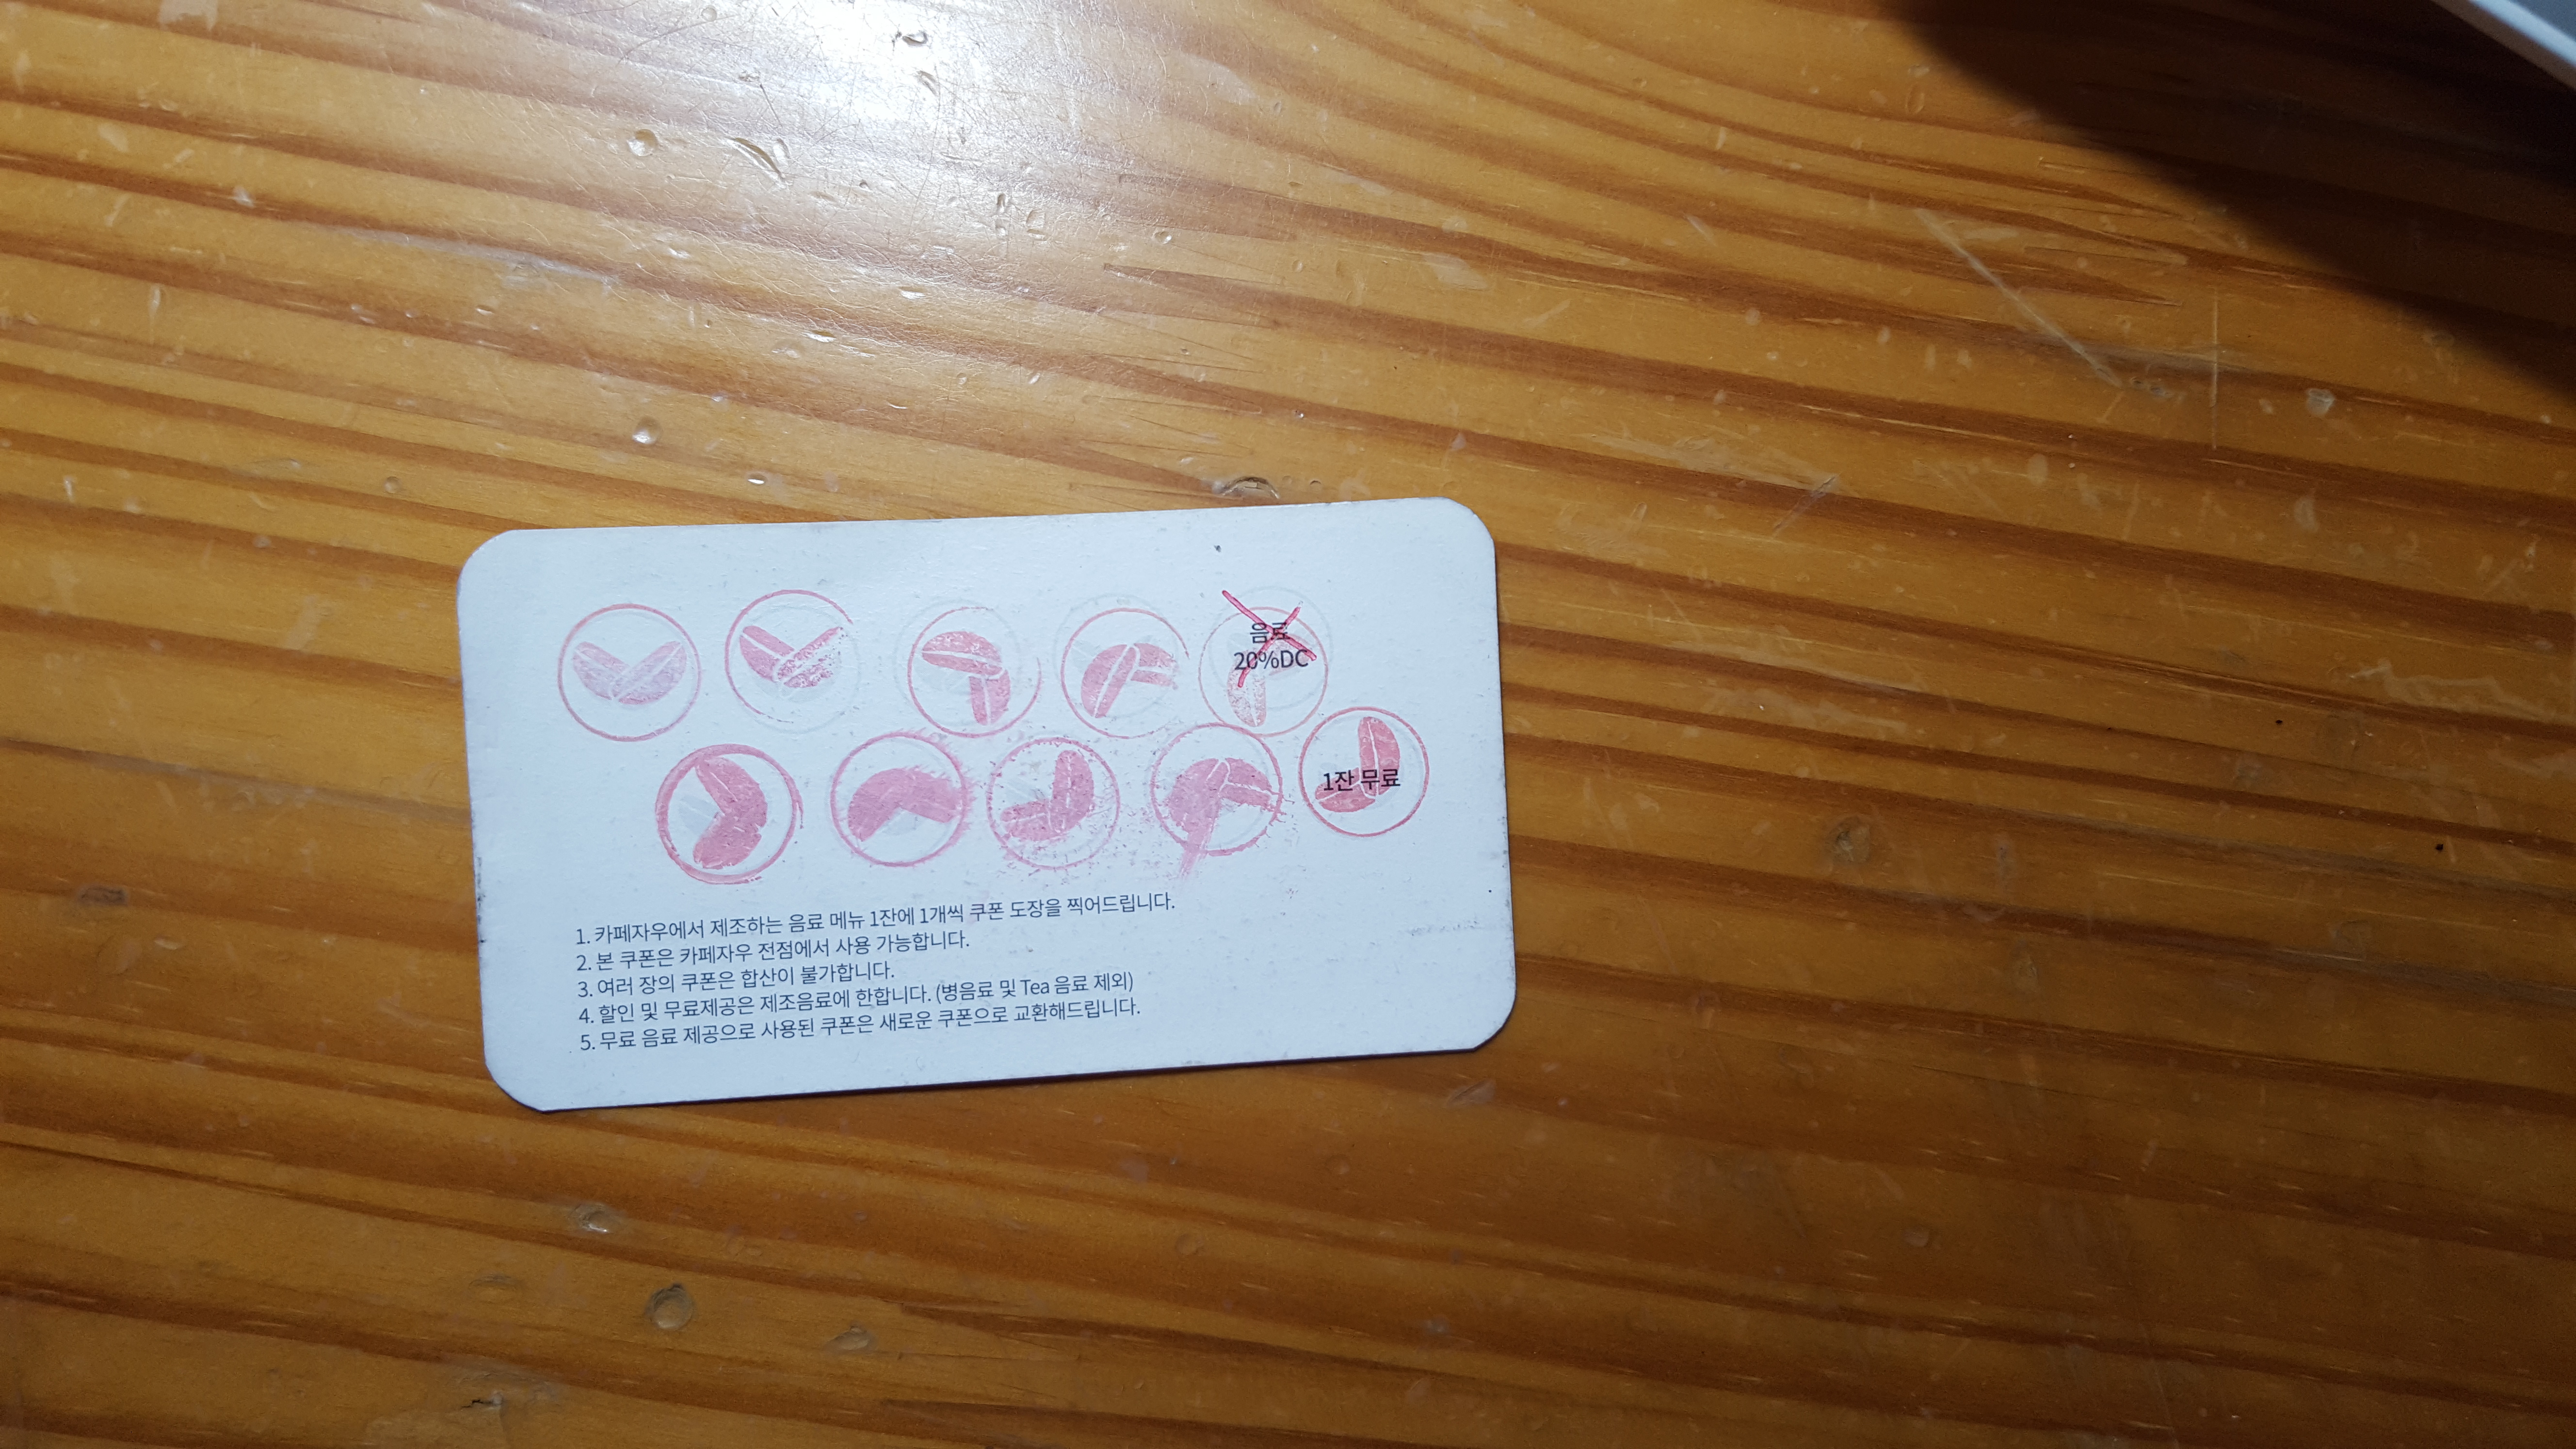 음료
20%DC
1잔 무료
1. 카페자우에서 제조하는 음료 메뉴 1잔에 1개씩 쿠폰 도장을 찍어드립니다.
2. 본 쿠폰은 카페자우 전점에서 사용 가능합니다.
3. 여러 장의 쿠폰은 합산이 불가합니다.
4. 할인 및 무료제공은 제조음료에 한합니다. (병음료 및 Tea 음료 제외)
5. 무료 음료 제공으로 사용된 쿠폰은 새로운 쿠폰으로 교환해드립니다.